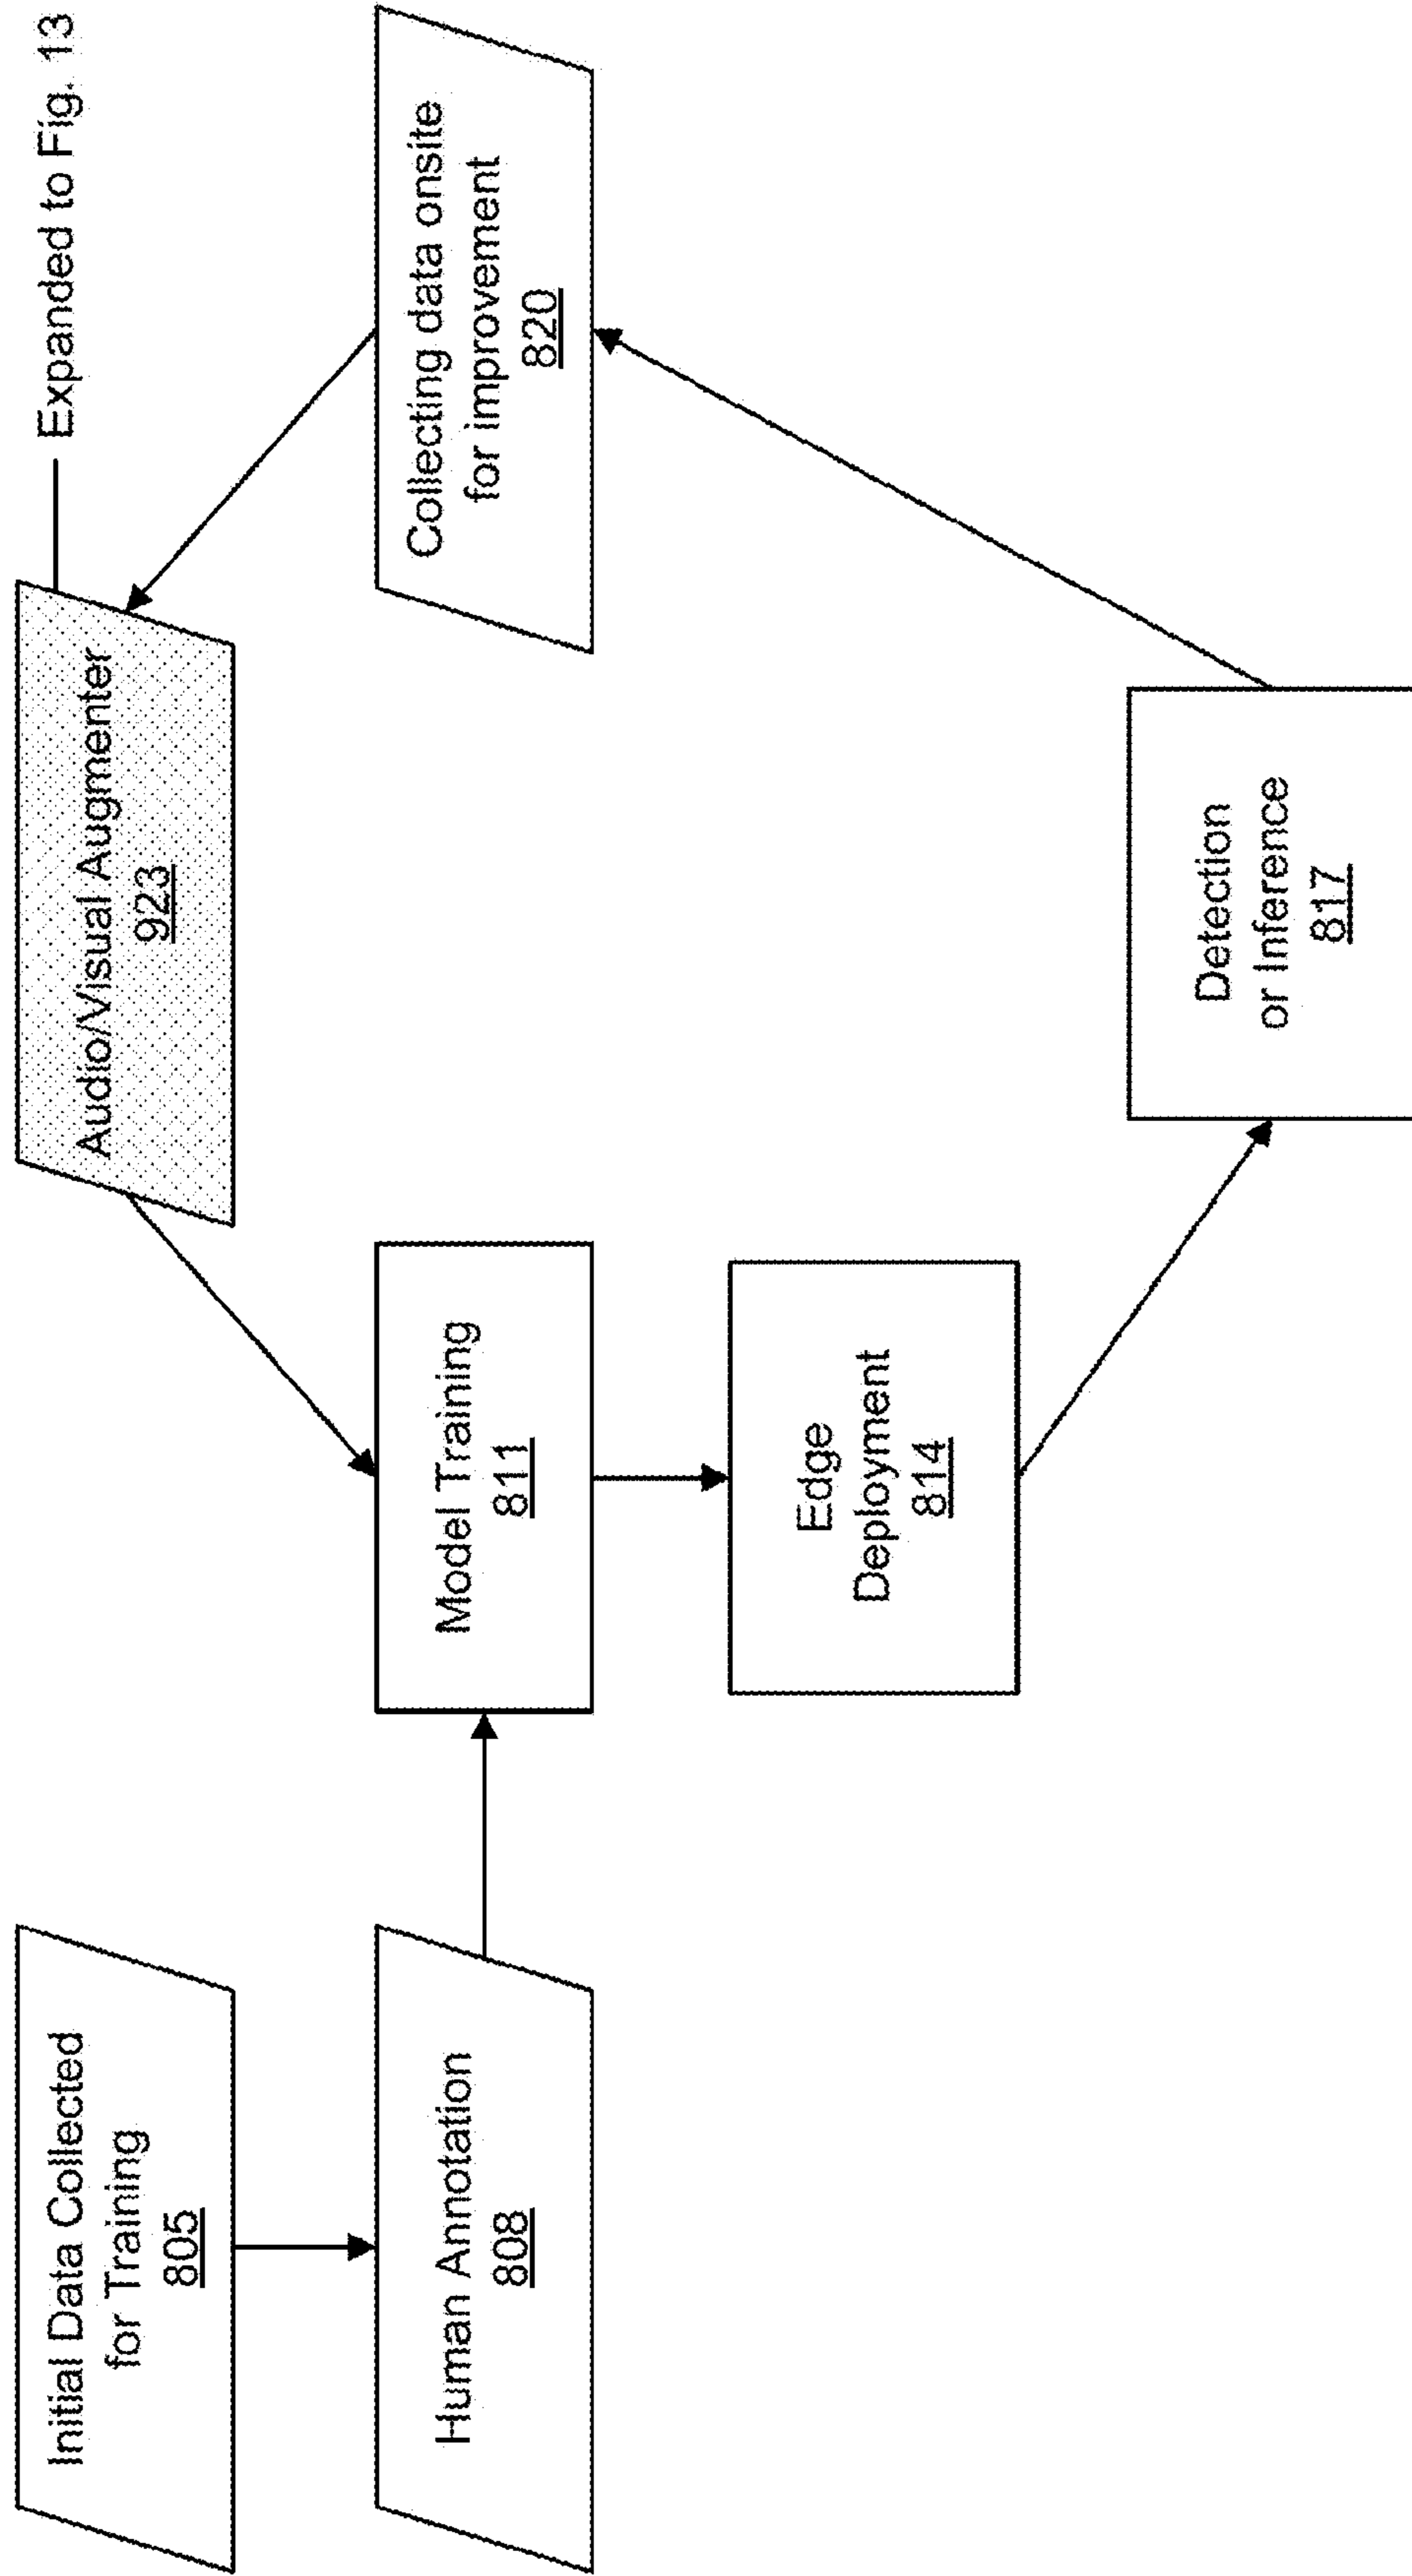 Initial Data Collected
for Training
805
Human Annotation
808
Model Training
811
Edge
Deployment
814
Detection
or Inference
817
Collecting data onsite
for improvement
820
Audio/Visual Augmenter
923
Expanded to Fig. 13